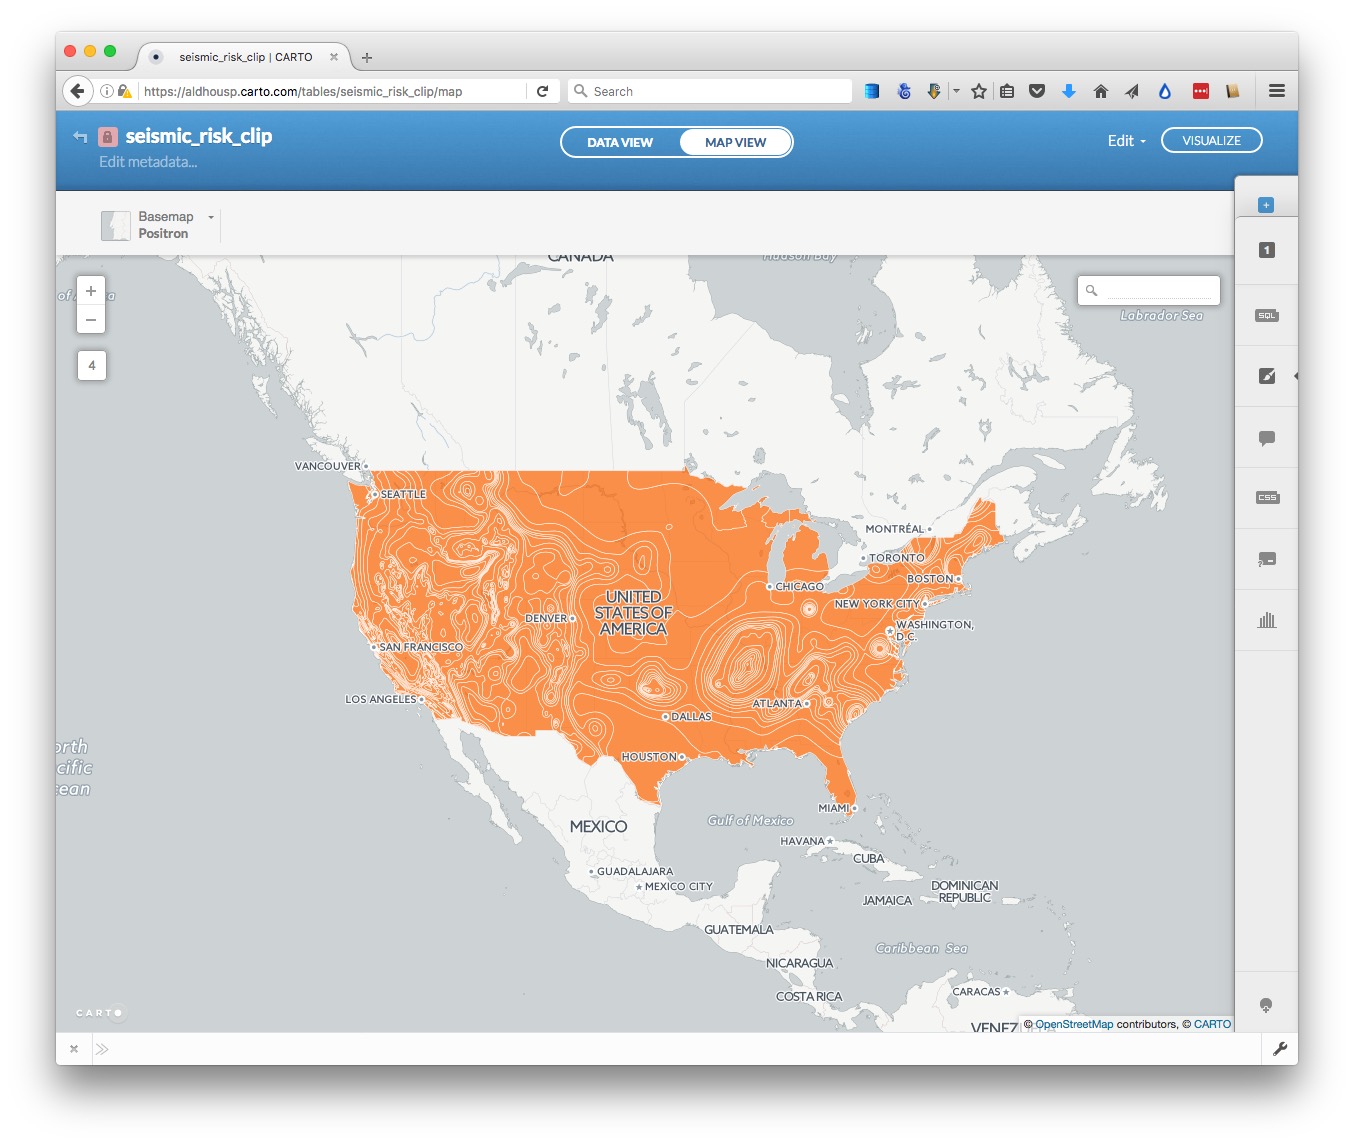 seismic_risk_clip | CARTO
https://aldhousp.carto.com/tables/seismic_risk_clip/map
Search
seismic_risk_clip
Edit metadata...
DATA VIEW
MAP VIEW
Edit
VISUALIZE
Basemap
Positron
+
−
4
1
SQL
CSS
CANADA
Hudson Bay
Labrador Sea
VANCOUVER
SEATTLE
MONTRÉAL
TORONTO
BOSTON
CHICAGO
NEW YORK CITY
UNITED
STATES OF
AMERICA
DENVER
WASHINGTON,
D.C.
SAN FRANCISCO
LOS ANGELES
ATLANTA
DALLAS
HOUSTON
MIAMI
MEXICO
Gulf of Mexico
HAVANA
CUBA
GUADALAJARA
MEXICO CITY
DOMINICAN
REPUBLIC
JAMAICA
GUATEMALA
Caribbean Sea
NICARAGUA
COSTA RICA
CARACAS
CARTO
© OpenStreetMap contributors, © CARTO